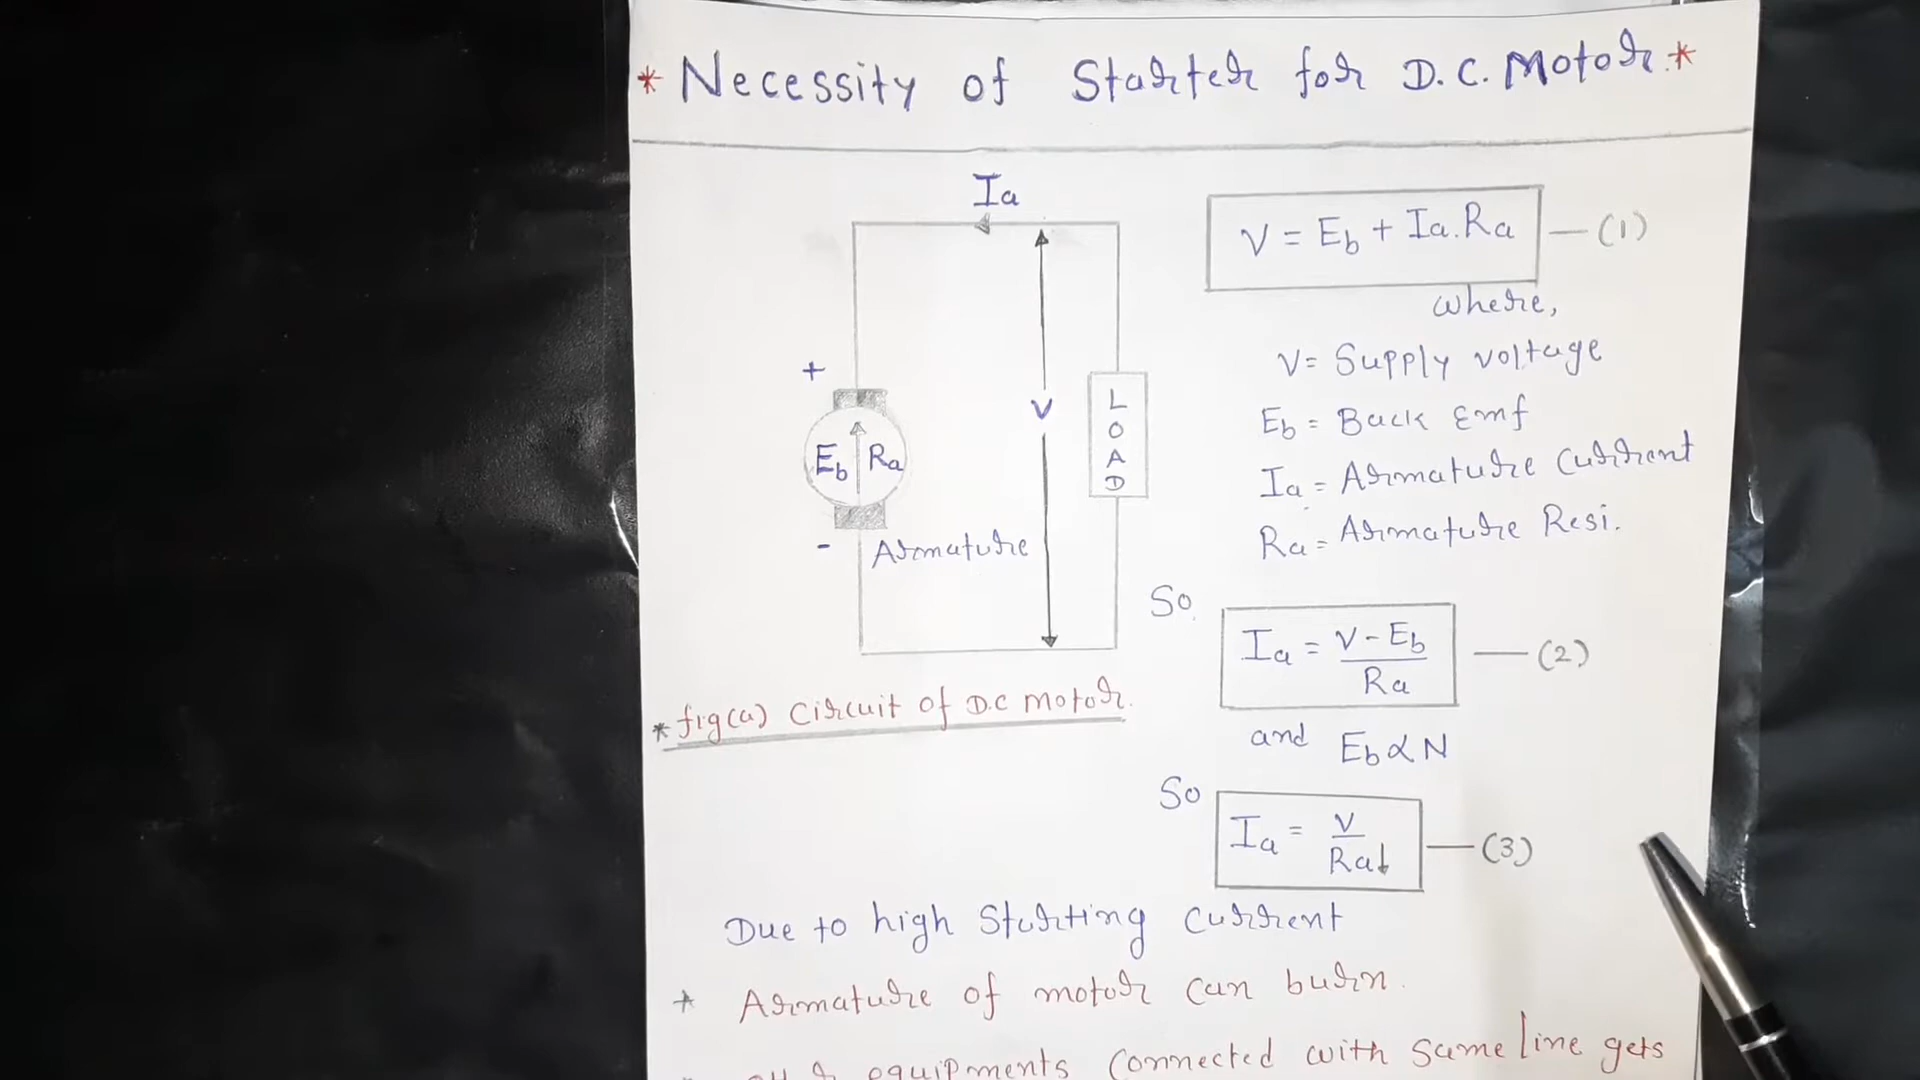 * Necessity of Starter for D.C. Motor *
Ia
+
Eb Ra
-
Armature
V
LOAD
* fig(a) Circuit of D.C motor.
V = Eb + Ia.Ra — (1)
where,
V = Supply voltage
Eb = Back Emf
Ia = Armature Current
Ra = Armature Resi.
So
Ia = V - Eb / Ra — (2)
and Eb ∝ N
So
Ia = V / Ra↓ — (3)
Due to high Starting Current
* Armature of motor can burn.
equipments connected with same line gets